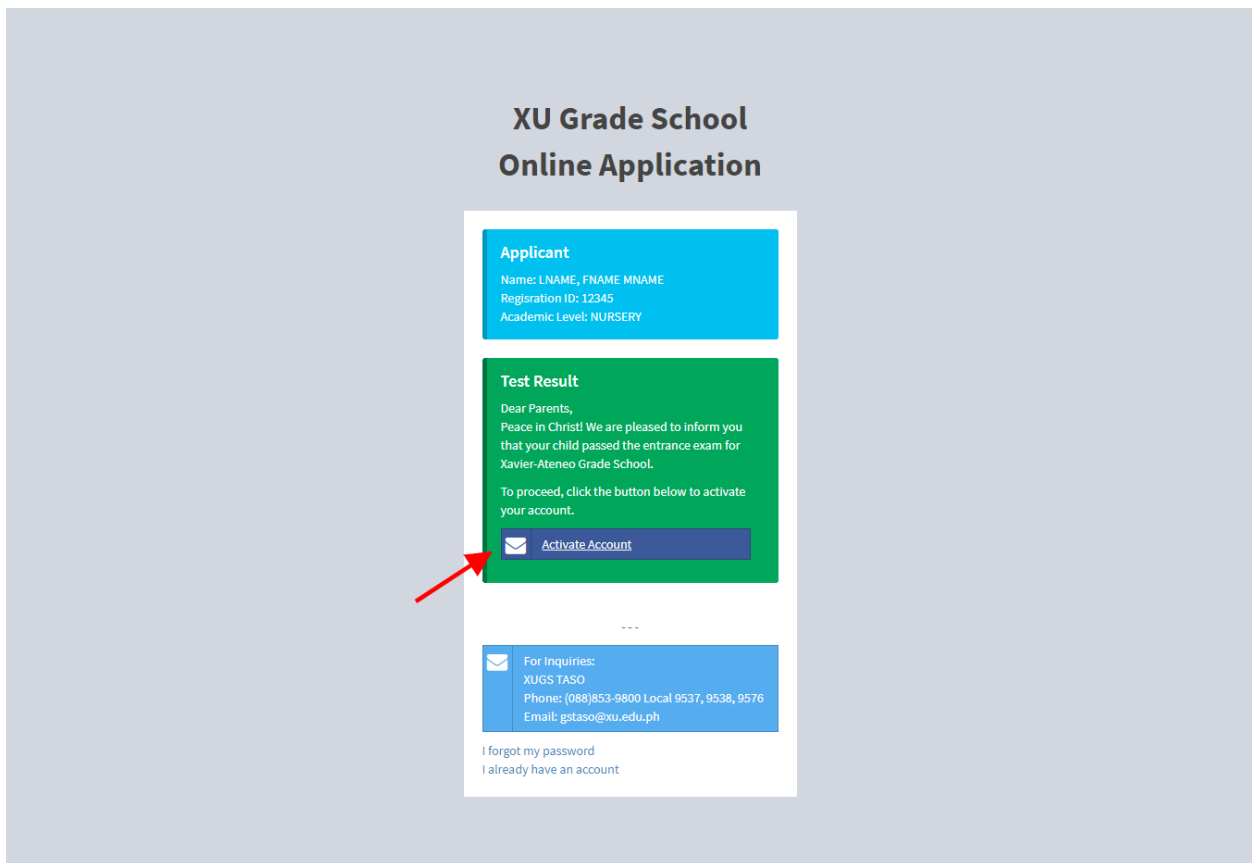 XU Grade School
Online Application
Applicant
Name: LNAME, FNAME MNAME
Regisration ID: 12345
Academic Level: NURSERY
Test Result
Dear Parents,
Peace in Christ! We are pleased to inform you
that your child passed the entrance exam for
Xavier-Ateneo Grade School.
To proceed, click the button below to activate
your account.
Activate Account
---
For Inquiries:
XUGS TASO
Phone: (088)853-9800 Local 9537, 9538, 9576
Email: gstaso@xu.edu.ph
I forgot my password
I already have an account